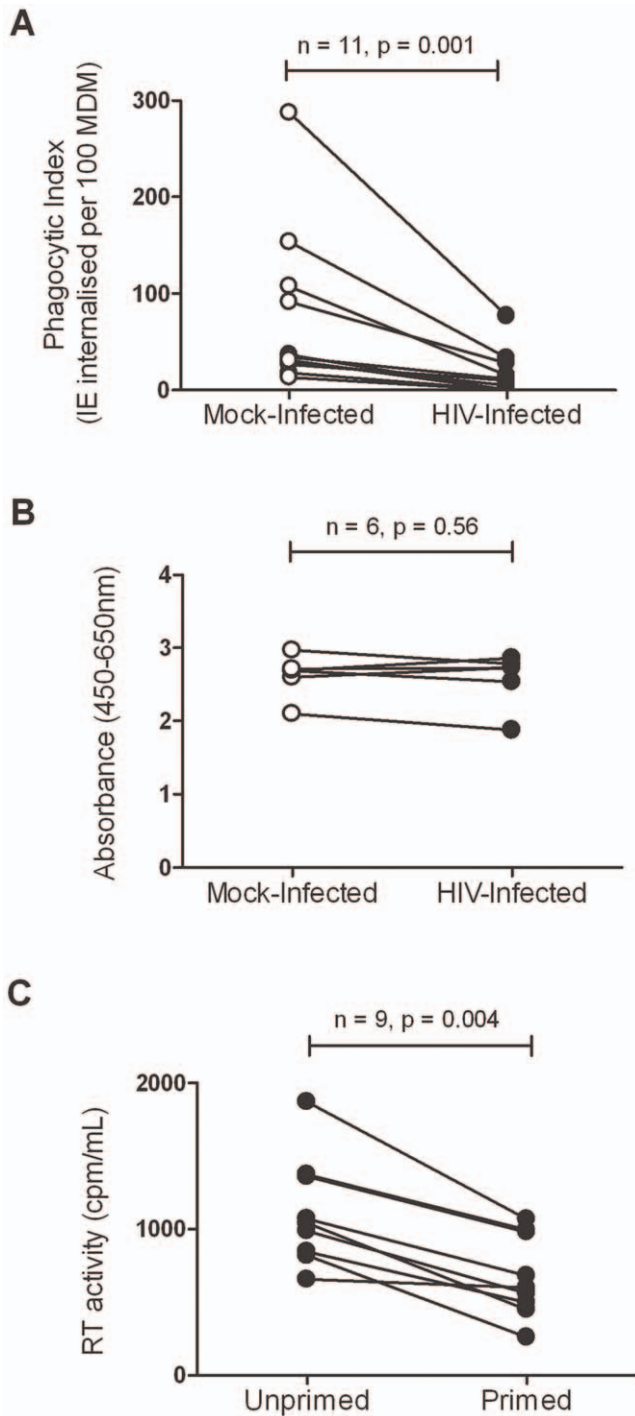 A
n = 11, p = 0.001
Phagocytic Index
(IE internalised per 100 MDM)
300
200
100
0
Mock-Infected HIV-Infected
B
n = 6, p = 0.56
Absorbance (450-650nm)
4
3
2
1
0
Mock-Infected HIV-Infected
C
n = 9, p = 0.004
RT activity (cpm/mL)
2000
1000
0
Unprimed Primed